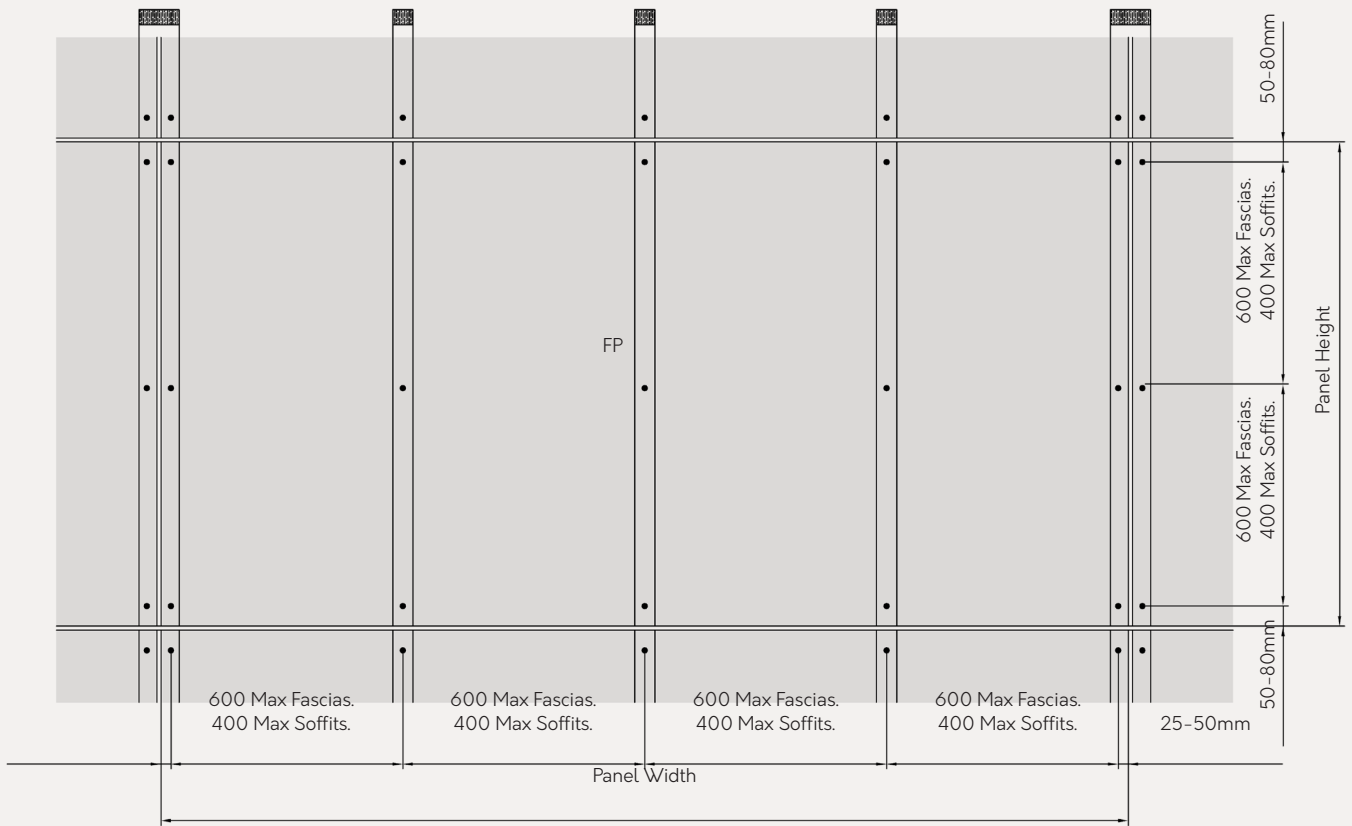 50-80mm
600 Max Fascias.
400 Max Soffits.
Panel Height
FP
600 Max Fascias.
400 Max Soffits.
50-80mm
600 Max Fascias.
400 Max Soffits.
600 Max Fascias.
400 Max Soffits.
600 Max Fascias.
400 Max Soffits.
600 Max Fascias.
400 Max Soffits.
25-50mm
Panel Width